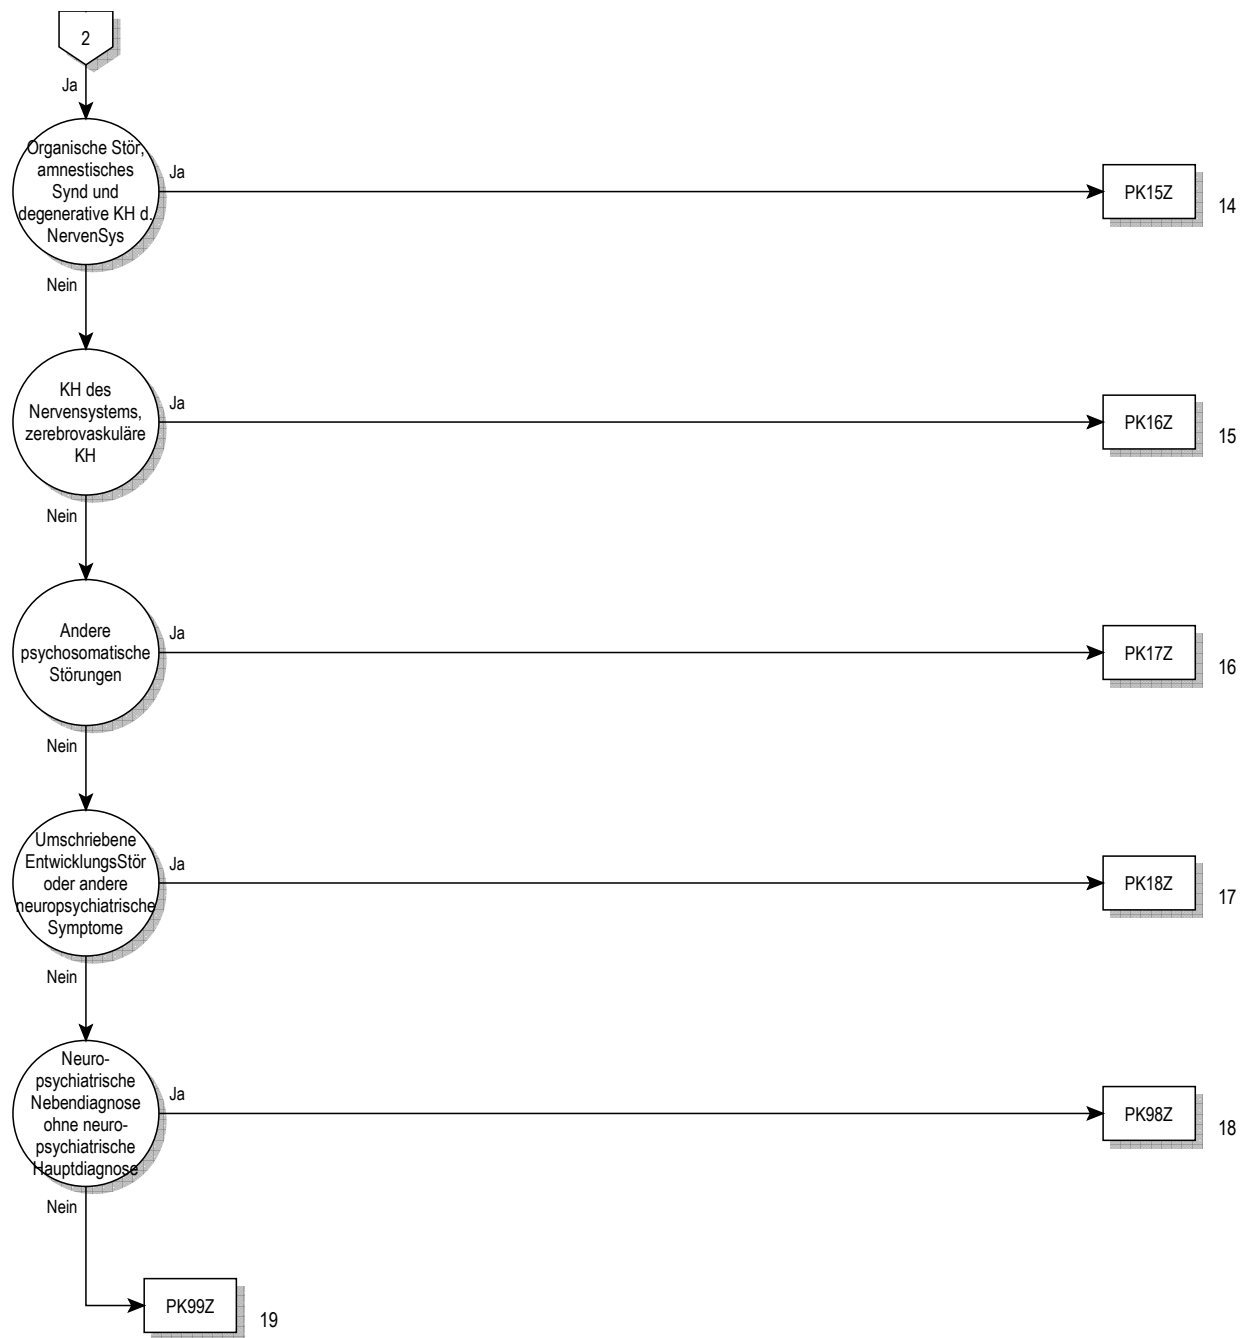 2
Ja
Organische Stör,
amnestisches
Synd und
degenerative KH d.
NervenSys
Ja
PK15Z
14
Nein
KH des
Nervensystems,
zerebrovaskuläre
KH
Ja
PK16Z
15
Nein
Andere
psychosomatische
Störungen
Ja
PK17Z
16
Nein
Umschriebene
EntwicklungsStör
oder andere
neuropsychiatrische
Symptome
Ja
PK18Z
17
Nein
Neuro-
psychiatrische
Nebendiagnose
ohne neuro-
psychiatrische
Hauptdiagnose
Ja
PK98Z
18
Nein
PK99Z
19